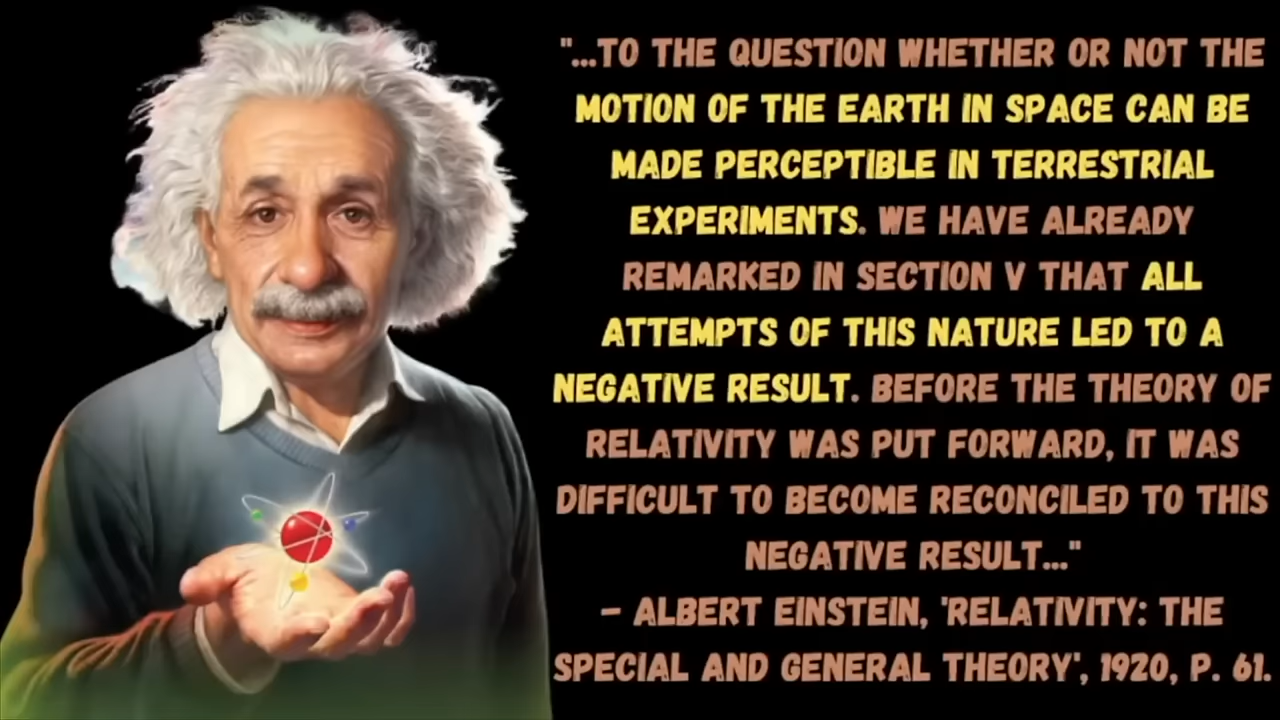 "...TO THE QUESTION WHETHER OR NOT THE
MOTION OF THE EARTH IN SPACE CAN BE
MADE PERCEPTIBLE IN TERRESTRIAL
EXPERIMENTS. WE HAVE ALREADY
REMARKED IN SECTION V THAT ALL
ATTEMPTS OF THIS NATURE LED TO A
NEGATIVE RESULT. BEFORE THE THEORY OF
RELATIVITY WAS PUT FORWARD, IT WAS
DIFFICULT TO BECOME RECONCILED TO THIS
NEGATIVE RESULT..."
- ALBERT EINSTEIN, 'RELATIVITY: THE
SPECIAL AND GENERAL THEORY', 1920, P. 61.